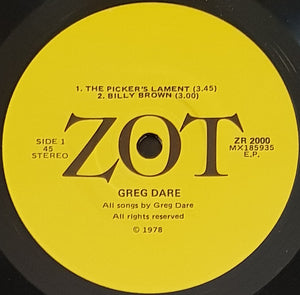 1. THE PICKER'S LAMENT (3.45)
2. BILLY BROWN (3.00)
ZOT
SIDE 1
45
STEREO
ZR 2000
MX185935
E.P.
GREG DARE
All songs by Greg Dare
All rights reserved
© 1978